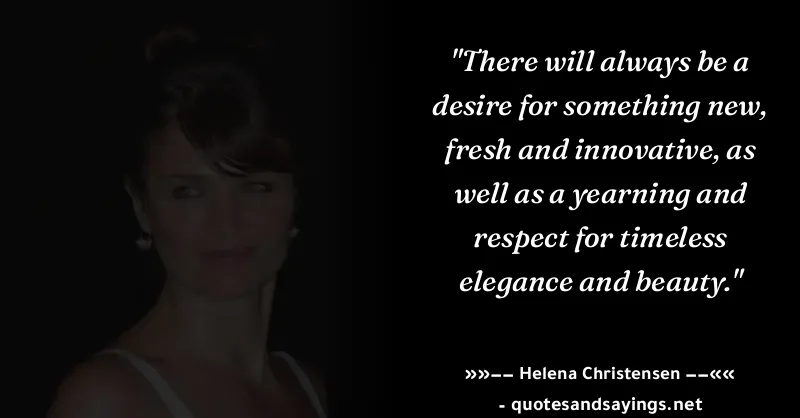 "There will always be a
desire for something new,
fresh and innovative, as
well as a yearning and
respect for timeless
elegance and beauty."
»»–– Helena Christensen ––««
- quotesandsayings.net